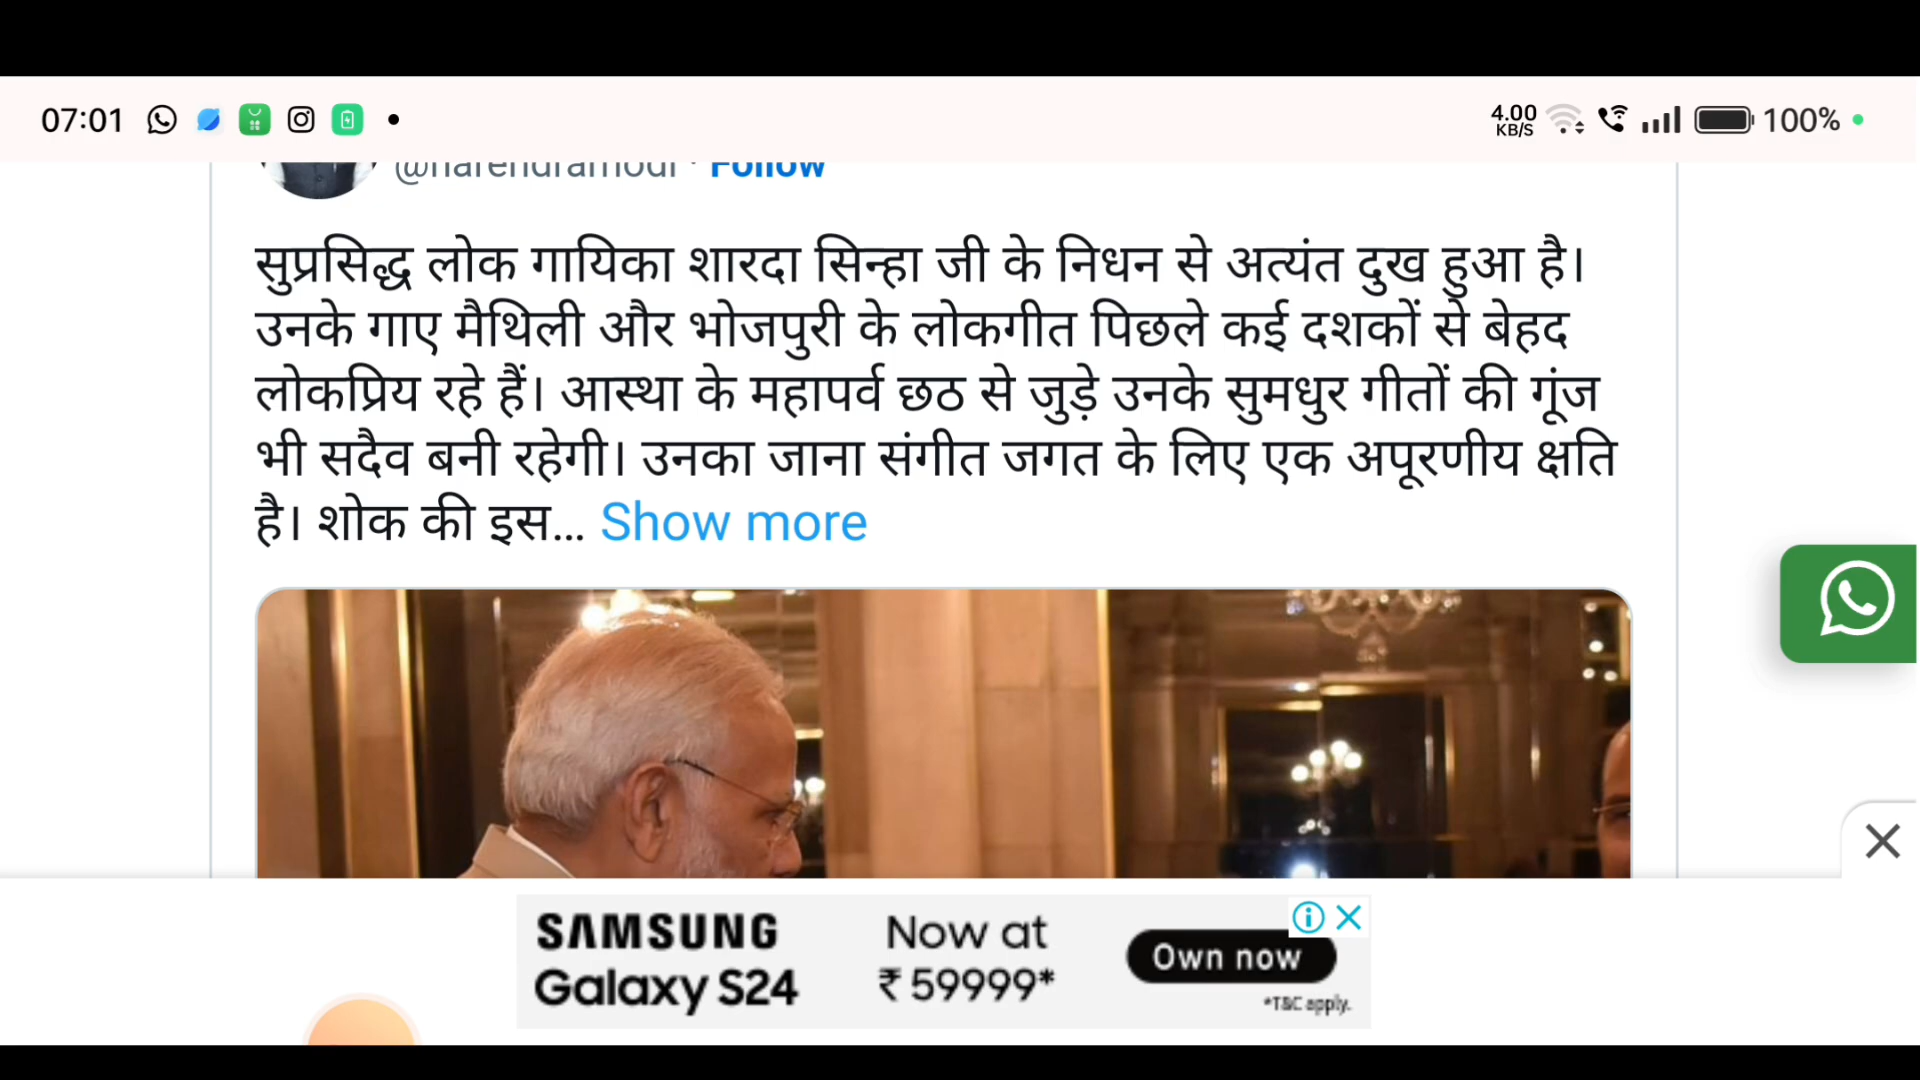 07:01
4.00
KB/S
100%
@narendramodi · Follow
सुप्रसिद्ध लोक गायिका शारदा सिन्हा जी के निधन से अत्यंत दुख हुआ है।
उनके गाए मैथिली और भोजपुरी के लोकगीत पिछले कई दशकों से बेहद
लोकप्रिय रहे हैं। आस्था के महापर्व छठ से जुड़े उनके सुमधुर गीतों की गूंज
भी सदैव बनी रहेगी। उनका जाना संगीत जगत के लिए एक अपूरणीय क्षति
है। शोक की इस... Show more
SAMSUNG
Galaxy S24
Now at
₹59999*
Own now
*T&C apply.